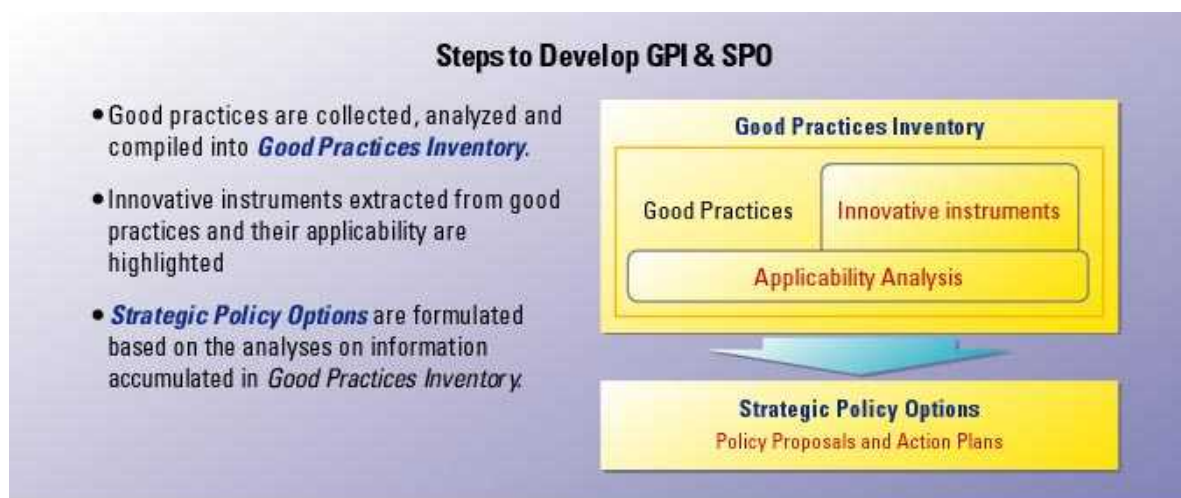 Steps to Develop GPI & SPO
• Good practices are collected, analyzed and
compiled into Good Practices Inventory.
• Innovative instruments extracted from good
practices and their applicability are
highlighted
• Strategic Policy Options are formulated
based on the analyses on information
accumulated in Good Practices Inventory.
Good Practices Inventory
Good Practices
Innovative instruments
Applicability Analysis
Strategic Policy Options
Policy Proposals and Action Plans